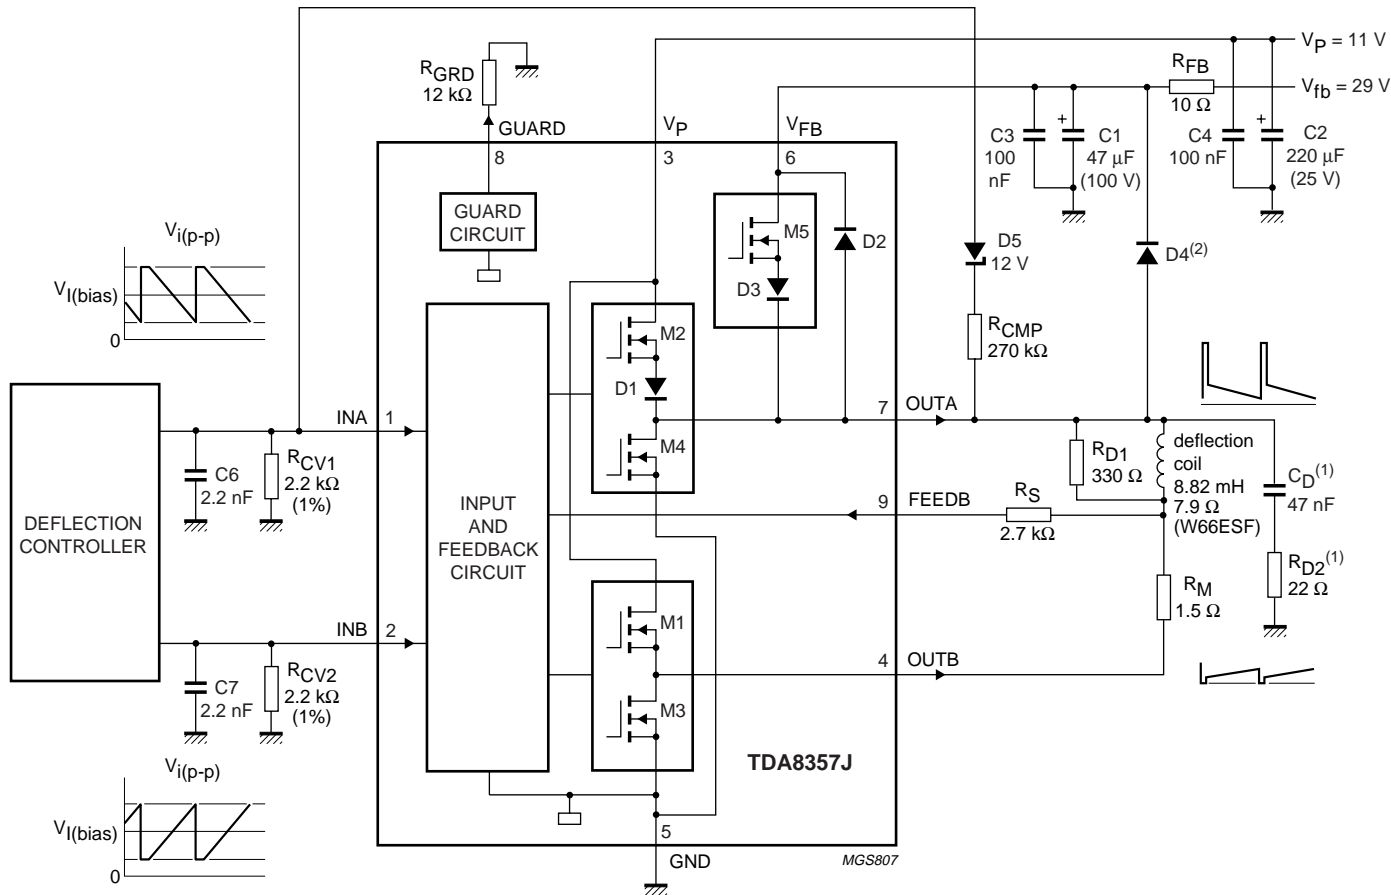 VP = 11 V
RGRD
12 kΩ
RFB
10 Ω
Vfb = 29 V
GUARD
VP
VFB
8
3
6
C3
100
nF
+
C1
47 μF
(100 V)
C4
100 nF
+
C2
220 μF
(25 V)
GUARD
CIRCUIT
M5
D3
D2
D5
12 V
D4(2)
Vi(p-p)
VI(bias)
0
M2
D1
M4
RCMP
270 kΩ
INA
1
7
OUTA
C6
2.2 nF
RCV1
2.2 kΩ
(1%)
RD1
330 Ω
deflection
coil
8.82 mH
7.9 Ω
(W66ESF)
CD(1)
47 nF
DEFLECTION
CONTROLLER
INPUT
AND
FEEDBACK
CIRCUIT
9
FEEDB
RS
2.7 kΩ
RM
1.5 Ω
RD2(1)
22 Ω
INB
2
M1
M3
4
OUTB
C7
2.2 nF
RCV2
2.2 kΩ
(1%)
TDA8357J
Vi(p-p)
VI(bias)
0
5
GND
MGS807